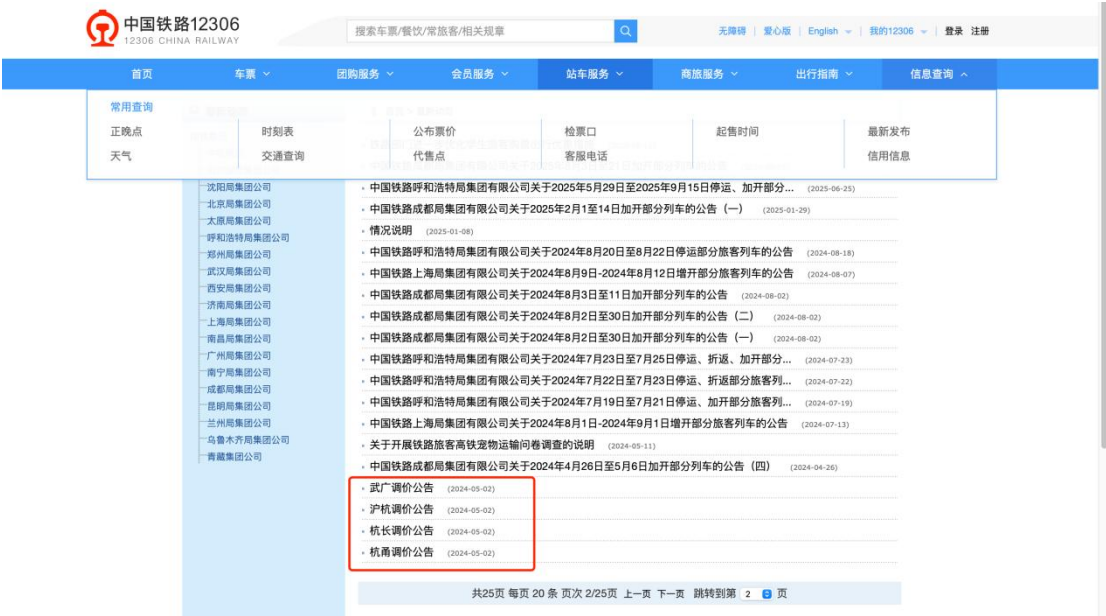 中国铁路12306
12306 CHINA RAILWAY
搜索车票/餐饮/常旅客/相关规章
无障碍 | 爱心版 | English | 我的12306 | 登录 注册
首页 车票 团购服务 会员服务 站车服务 商旅服务 出行指南 信息查询
常用查询
正晚点 时刻表 公布票价 检票口 起售时间 最新发布
天气 交通查询 代售点 客服电话 信用信息
沈阳局集团公司
北京局集团公司
太原局集团公司
呼和浩特局集团公司
郑州局集团公司
武汉局集团公司
西安局集团公司
济南局集团公司
上海局集团公司
南昌局集团公司
广州局集团公司
南宁局集团公司
成都局集团公司
昆明局集团公司
兰州局集团公司
乌鲁木齐局集团公司
青藏集团公司
中国铁路呼和浩特局集团有限公司关于2025年5月29日至2025年9月15日停运、加开部分... (2025-06-25)
中国铁路成都局集团有限公司关于2025年2月1至14日加开部分列车的公告（一） (2025-01-29)
情况说明 (2025-01-08)
中国铁路呼和浩特局集团有限公司关于2024年8月20日至8月22日停运部分旅客列车的公告 (2024-08-18)
中国铁路上海局集团有限公司关于2024年8月9日-2024年8月12日增开部分旅客列车的公告 (2024-08-07)
中国铁路成都局集团有限公司关于2024年8月3日至11日加开部分列车的公告 (2024-08-02)
中国铁路成都局集团有限公司关于2024年8月2日至30日加开部分列车的公告（二） (2024-08-02)
中国铁路成都局集团有限公司关于2024年8月2日至30日加开部分列车的公告（一） (2024-08-02)
中国铁路呼和浩特局集团有限公司关于2024年7月23日至7月25日停运、折返、加开部分... (2024-07-23)
中国铁路呼和浩特局集团有限公司关于2024年7月22日至7月23日停运、折返部分旅客列... (2024-07-22)
中国铁路呼和浩特局集团有限公司关于2024年7月19日至7月21日停运、加开部分旅客列... (2024-07-19)
中国铁路上海局集团有限公司关于2024年8月1日-2024年9月1日增开部分旅客列车的公告 (2024-07-13)
关于开展铁路旅客高铁宠物运输问卷调查的说明 (2024-05-11)
中国铁路成都局集团有限公司关于2024年4月26日至5月6日加开部分列车的公告（四） (2024-04-26)
武广调价公告 (2024-05-02)
沪杭调价公告 (2024-05-02)
杭长调价公告 (2024-05-02)
杭甬调价公告 (2024-05-02)
共25页 每页 20 条 页次 2/25页 上一页 下一页 跳转到第 2 页